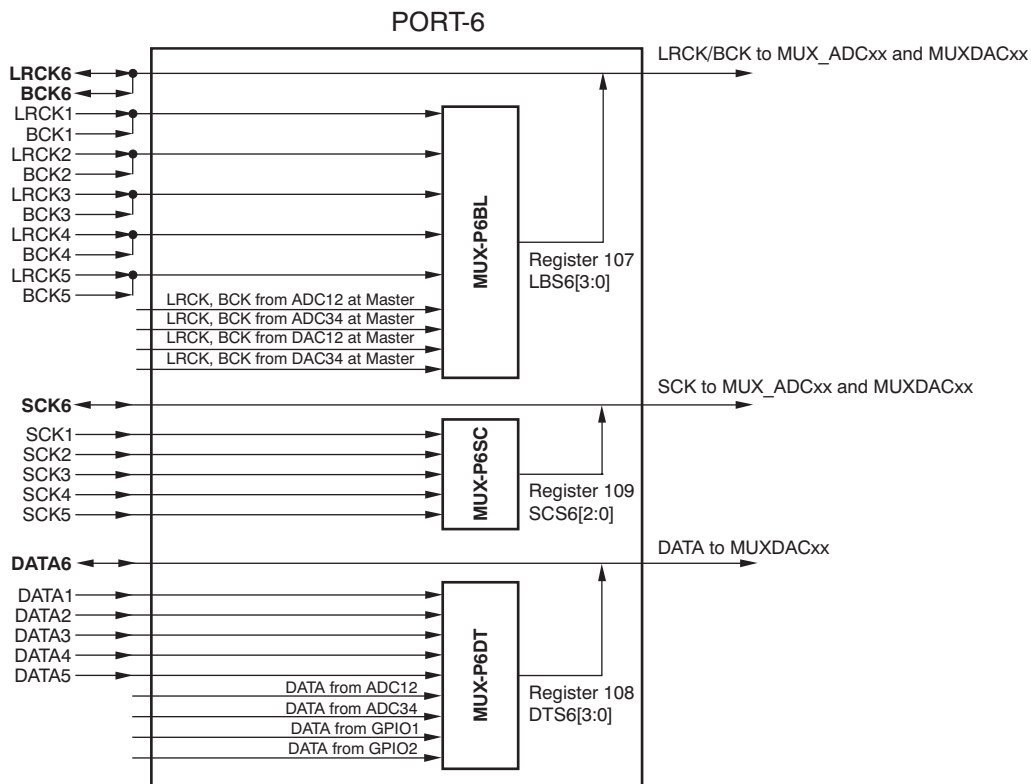 PORT-6
LRCK/BCK to MUX_ADCxx and MUXDACxx
LRCK6
BCK6
LRCK1
BCK1
LRCK2
BCK2
LRCK3
BCK3
LRCK4
BCK4
LRCK5
BCK5
LRCK, BCK from ADC12 at Master
LRCK, BCK from ADC34 at Master
LRCK, BCK from DAC12 at Master
LRCK, BCK from DAC34 at Master
MUX-P6BL
Register 107
LBS6[3:0]
SCK to MUX_ADCxx and MUXDACxx
SCK6
SCK1
SCK2
SCK3
SCK4
SCK5
MUX-P6SC
Register 109
SCS6[2:0]
DATA to MUXDACxx
DATA6
DATA1
DATA2
DATA3
DATA4
DATA5
DATA from ADC12
DATA from ADC34
DATA from GPIO1
DATA from GPIO2
MUX-P6DT
Register 108
DTS6[3:0]